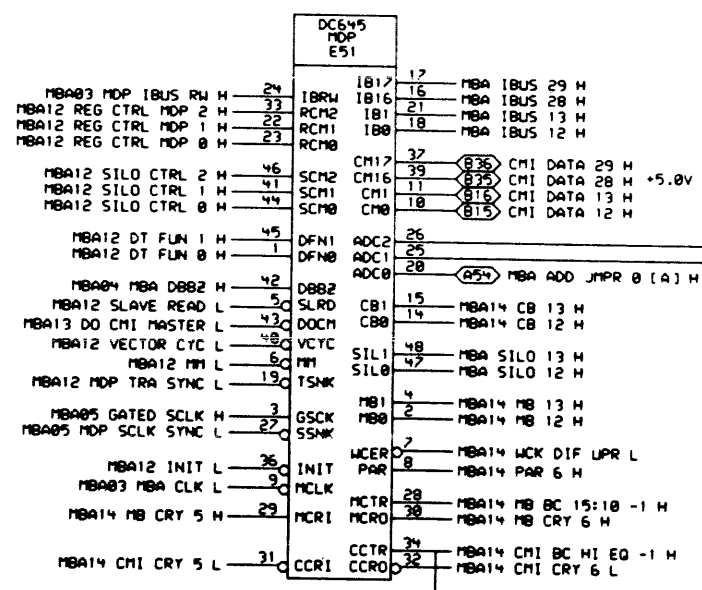 DC645
MDP
E51
MBA03 MDP IBUS RW H 24 IBRW IB17 17 MBA IBUS 29 H
MBA12 REG CTRL MDP 2 H 33 RCM2 IB16 16 MBA IBUS 28 H
MBA12 REG CTRL MDP 1 H 22 RCM1 IB1 21 MBA IBUS 13 H
MBA12 REG CTRL MDP 0 H 23 RCM0 IB0 18 MBA IBUS 12 H
CM17 37 B36 CMI DATA 29 H
MBA12 SILO CTRL 2 H 46 SCM2 CM16 39 B35 CMI DATA 28 H +5.0V
MBA12 SILO CTRL 1 H 41 SCM1 CM1 11 B16 CMI DATA 13 H
MBA12 SILO CTRL 0 H 44 SCM0 CM0 10 B15 CMI DATA 12 H
MBA12 DT FUN 1 H 45 DFN1 ADC2 26
MBA12 DT FUN 0 H 1 DFN0 ADC1 25
ADC0 20 A54 MBA ADD JMPR 0 [A] H
MBA04 MBA DBB2 H 42 DBB2
MBA12 SLAVE READ L 5 SLRD CB1 15 MBA14 CB 13 H
MBA13 DO CMI MASTER L 43 DOCM CB0 14 MBA14 CB 12 H
MBA12 VECTOR CYC L 40 VCYC
MBA12 MM L 6 MM SIL1 48 MBA SILO 13 H
MBA12 MDP TRA SYNC L 19 TSNK SIL0 47 MBA SILO 12 H
MB1 4 MBA14 MB 13 H
MBA05 GATED SCLK H 3 GSCK MB0 2 MBA14 MB 12 H
MBA05 MDP SCLK SYNC L 27 SSNK
WCER 7 MBA14 WCK DIF UPR L
MBA12 INIT L 36 INIT PAR 8 MBA14 PAR 6 H
MBA03 MBA CLK L 9 MCLK
MCTR 28 MBA14 MB BC 15:10 -1 H
MBA14 MB CRY 5 H 29 MCRI MCRO 30 MBA14 MB CRY 6 H
CCTR 34 MBA14 CMI BC HI EQ -1 H
MBA14 CMI CRY 5 L 31 CCRI CCRO 32 MBA14 CMI CRY 6 L